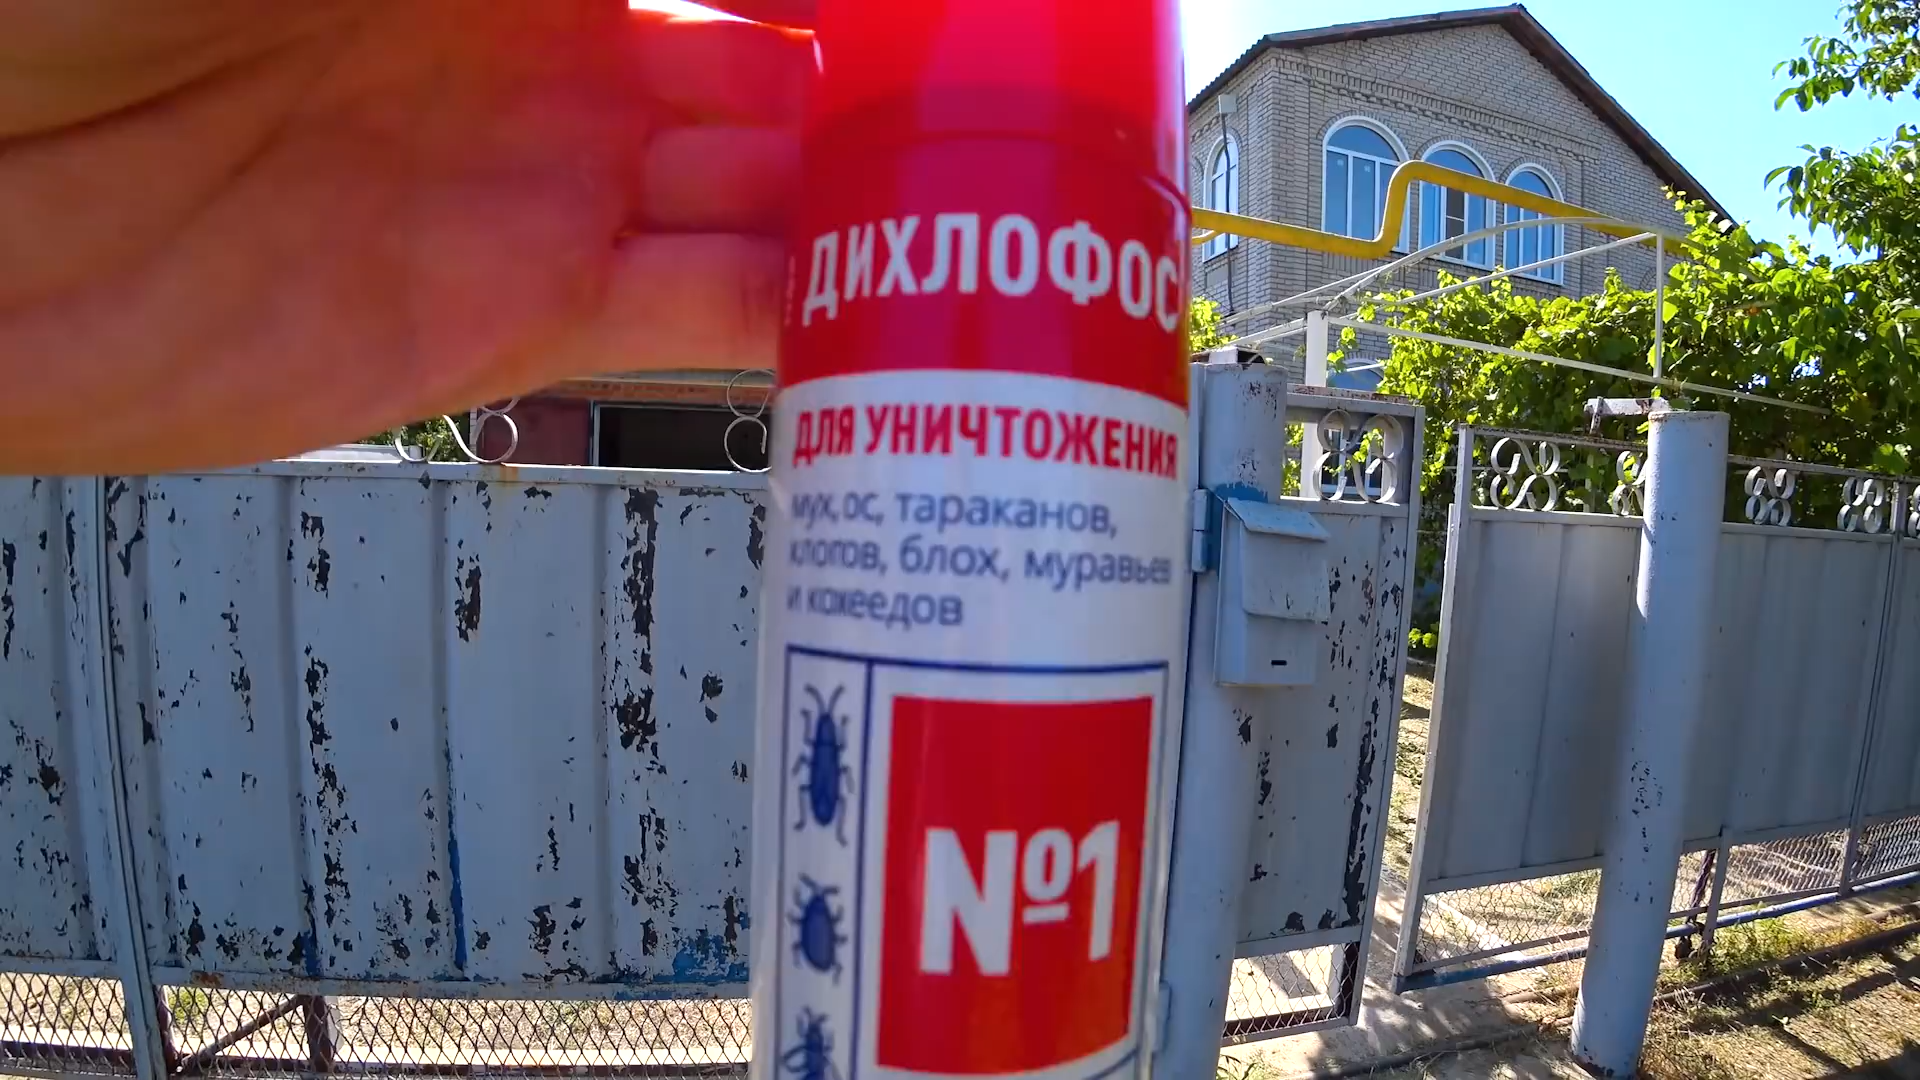 ДИХЛОФОС
ДЛЯ УНИЧТОЖЕНИЯ
мух, ос, тараканов,
клопов, блох, муравьев
и кожеедов
№1